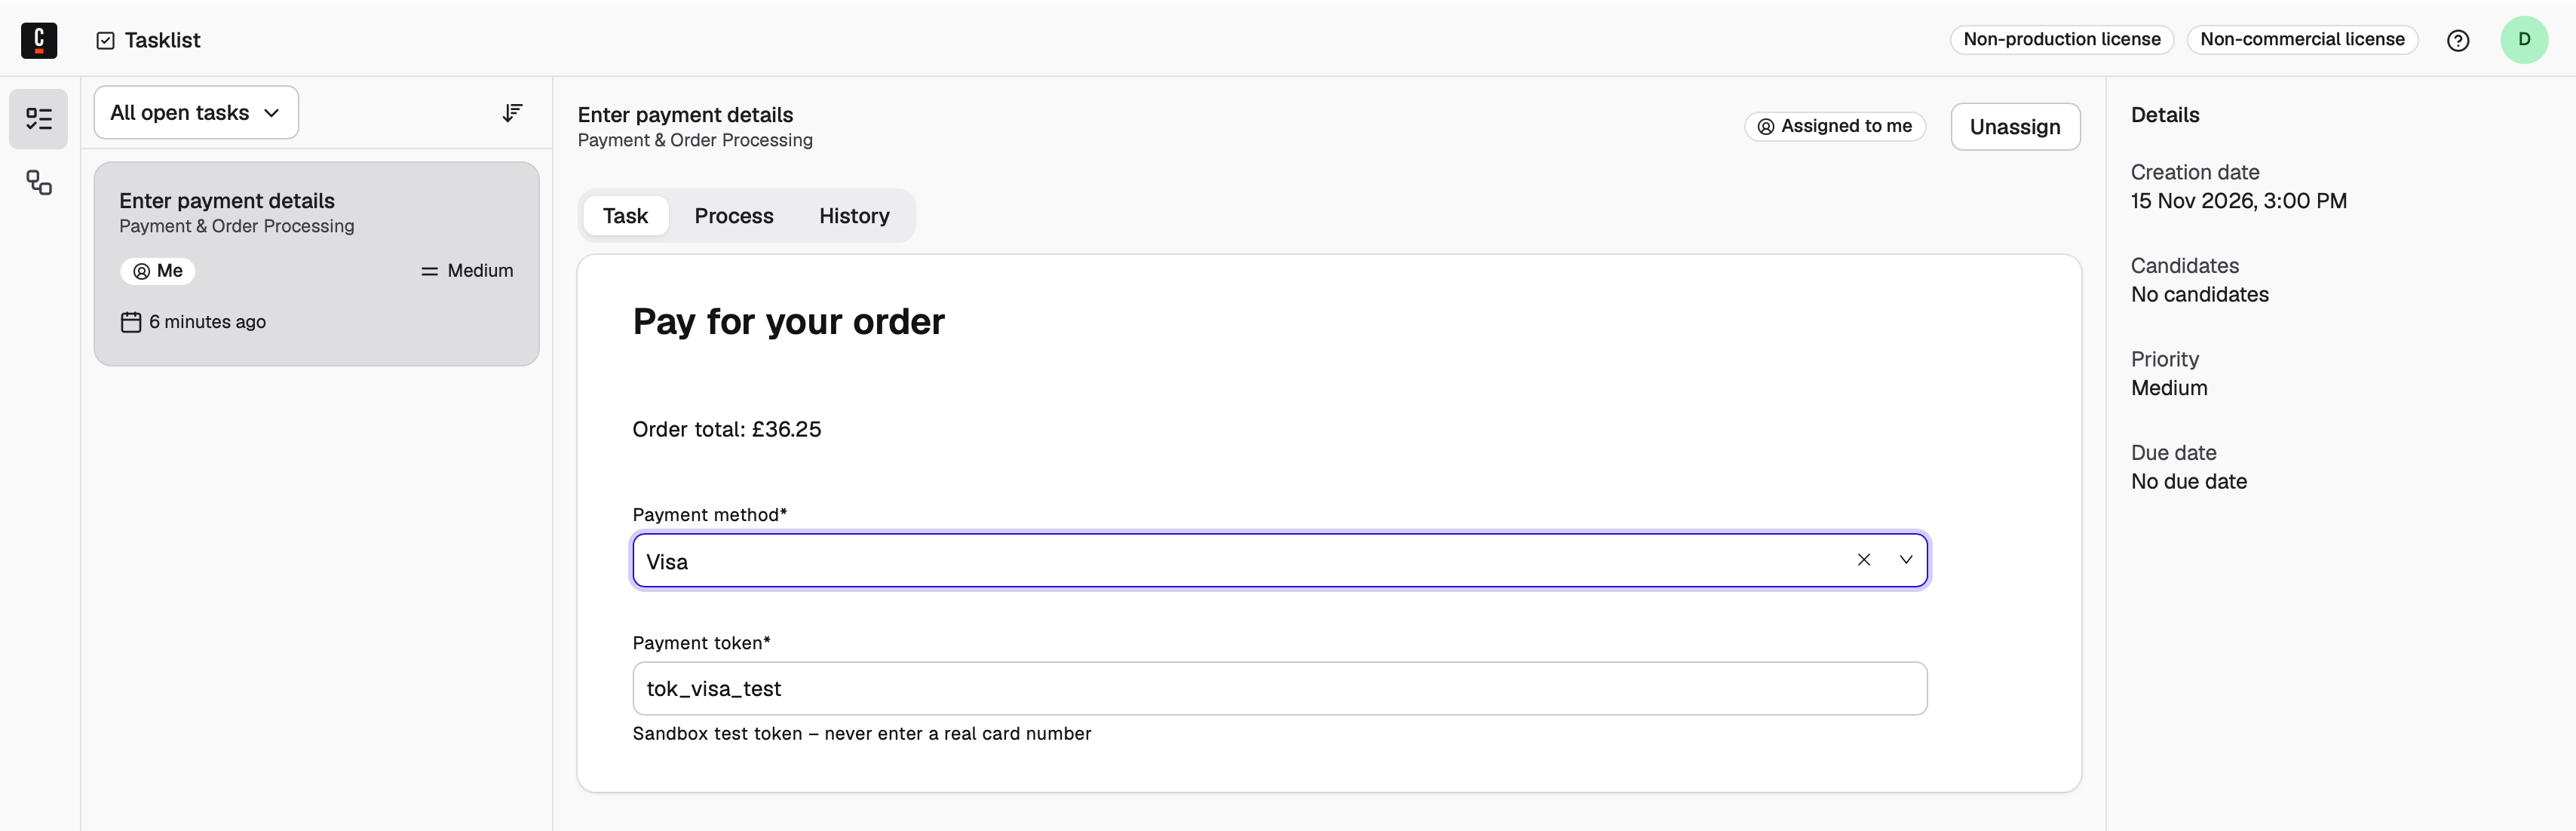 C
Tasklist
Non-production license
Non-commercial license
D
All open tasks
Enter payment details
Payment & Order Processing
Me
Medium
6 minutes ago
Enter payment details
Payment & Order Processing
Assigned to me
Unassign
Task
Process
History
Pay for your order
Order total: £36.25
Payment method*
Visa
Payment token*
tok_visa_test
Sandbox test token – never enter a real card number
Details
Creation date
15 Nov 2026, 3:00 PM
Candidates
No candidates
Priority
Medium
Due date
No due date